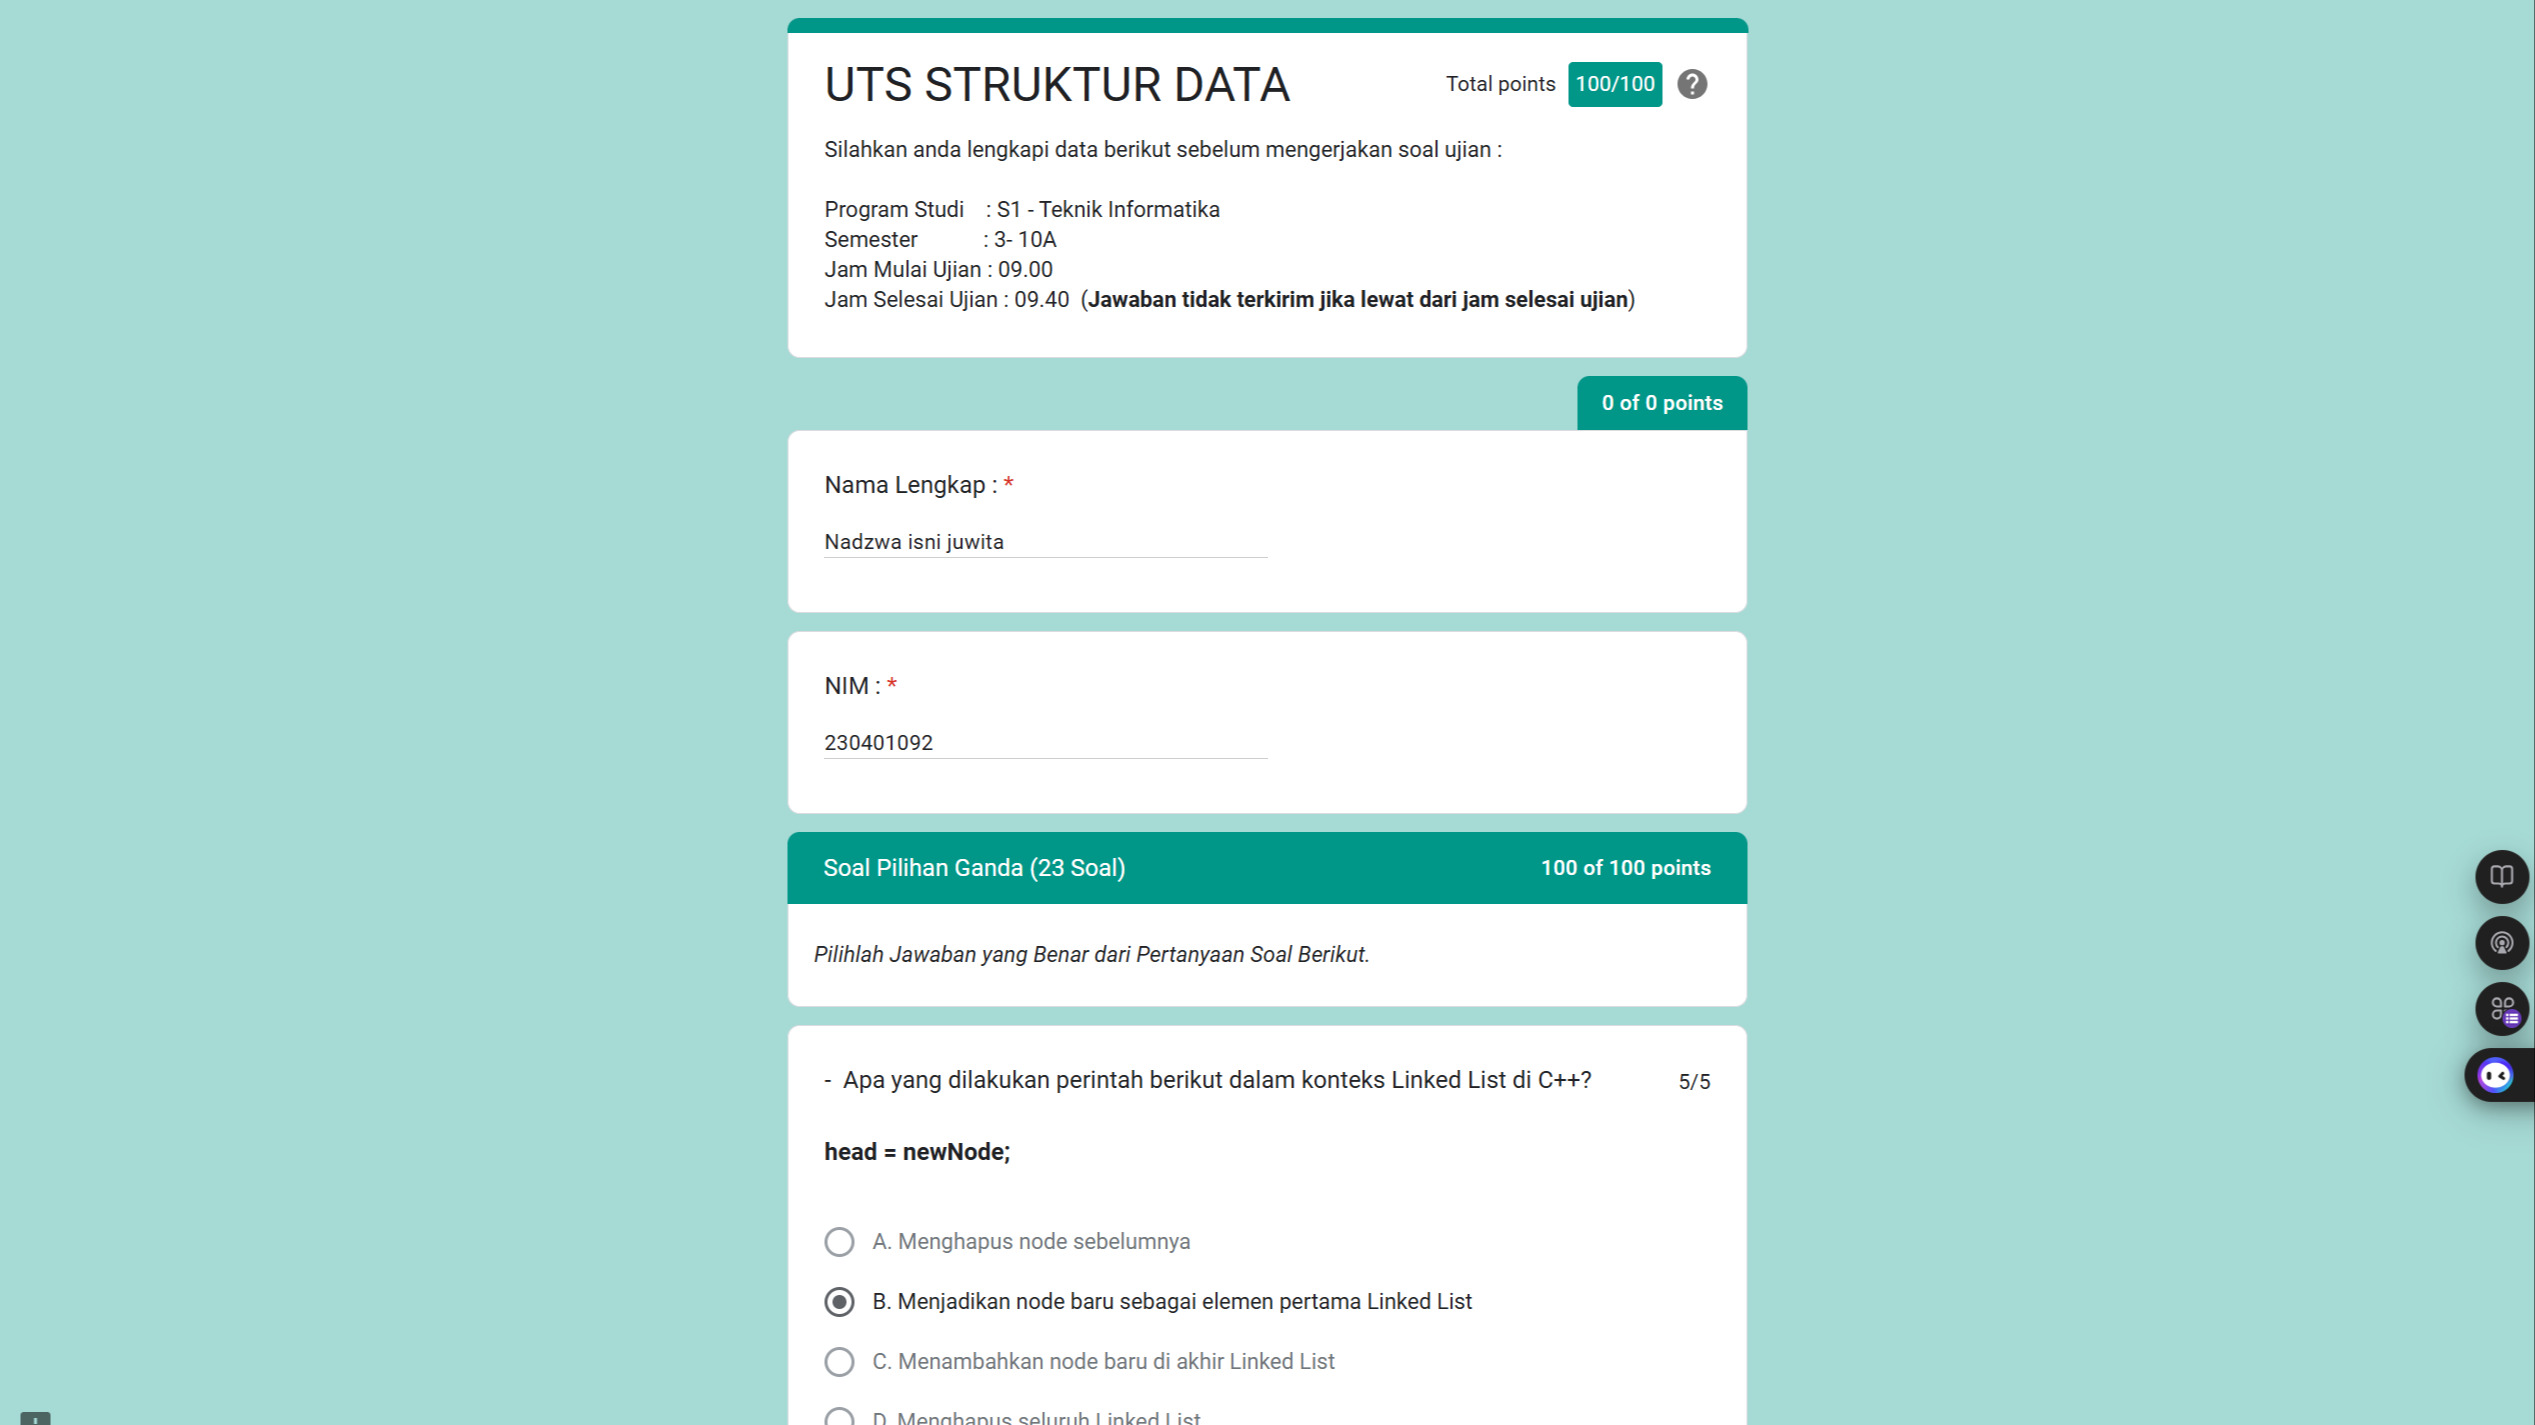 UTS STRUKTUR DATA
Total points 100/100
Silahkan anda lengkapi data berikut sebelum mengerjakan soal ujian :
Program Studi : S1 - Teknik Informatika
Semester : 3- 10A
Jam Mulai Ujian : 09.00
Jam Selesai Ujian : 09.40 (Jawaban tidak terkirim jika lewat dari jam selesai ujian)
0 of 0 points
Nama Lengkap : *
Nadzwa isni juwita
NIM : *
230401092
Soal Pilihan Ganda (23 Soal)
100 of 100 points
Pilihlah Jawaban yang Benar dari Pertanyaan Soal Berikut.
- Apa yang dilakukan perintah berikut dalam konteks Linked List di C++?
5/5
head = newNode;
A. Menghapus node sebelumnya
B. Menjadikan node baru sebagai elemen pertama Linked List
C. Menambahkan node baru di akhir Linked List
D. Menghapus seluruh Linked List